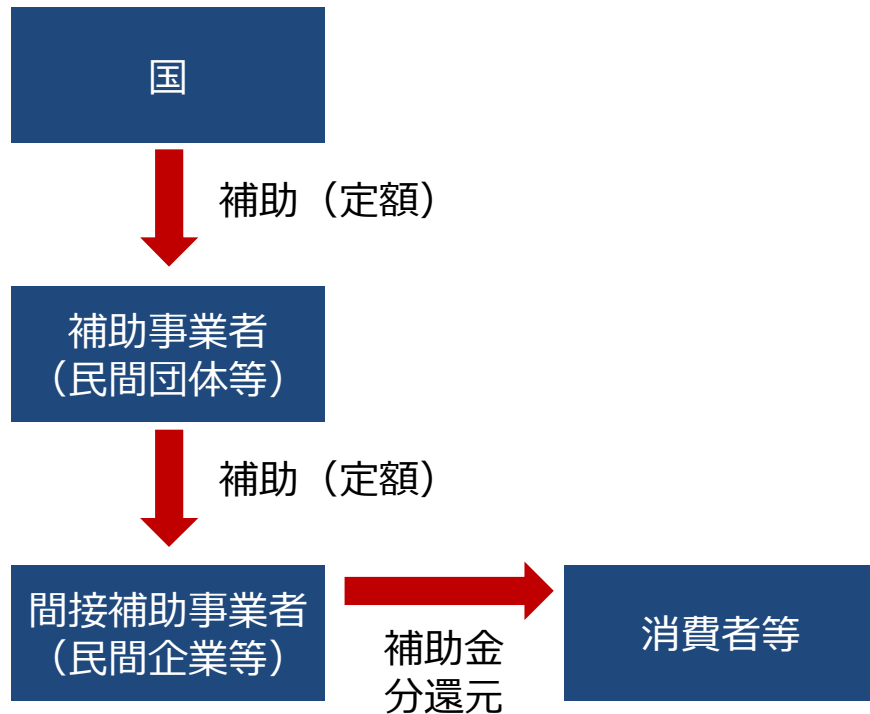 国
補助（定額）
補助事業者
（民間団体等）
補助（定額）
間接補助事業者
（民間企業等）
補助金
分還元
消費者等